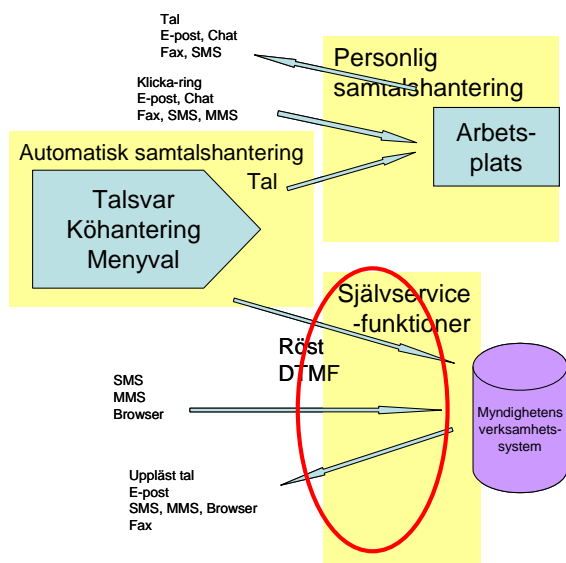 Tal
E-post, Chat
Fax, SMS
Personlig
samtalshantering
Klicka-ring
E-post, Chat
Fax, SMS, MMS
Arbets-
plats
Automatisk samtalshantering
Tal
Talsvar
Köhantering
Menyval
Självservice
-funktioner
Röst
DTMF
SMS
MMS
Browser
Myndighetens
verksamhets-
system
Uppläst tal
E-post
SMS, MMS, Browser
Fax